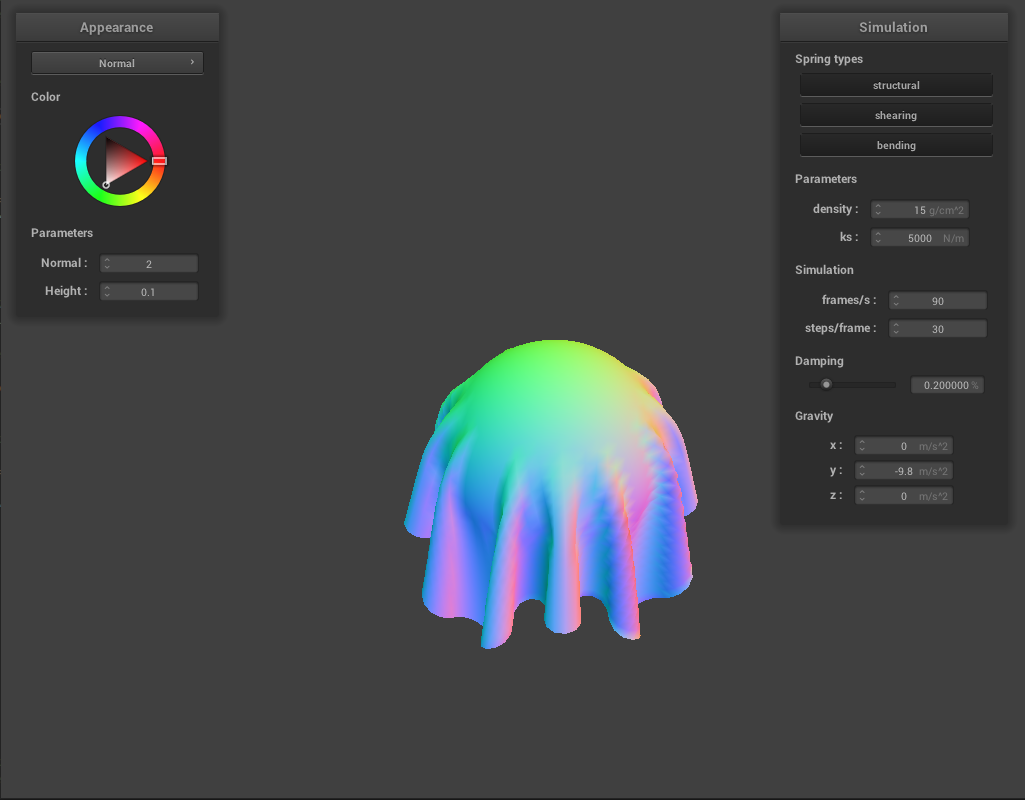 Appearance
Normal
Color
Parameters
Normal : 2
Height : 0.1
Simulation
Spring types
structural
shearing
bending
Parameters
density : 15 g/cm^2
ks : 5000 N/m
Simulation
frames/s : 90
steps/frame : 30
Damping
0.200000 %
Gravity
x : 0 m/s^2
y : -9.8 m/s^2
z : 0 m/s^2